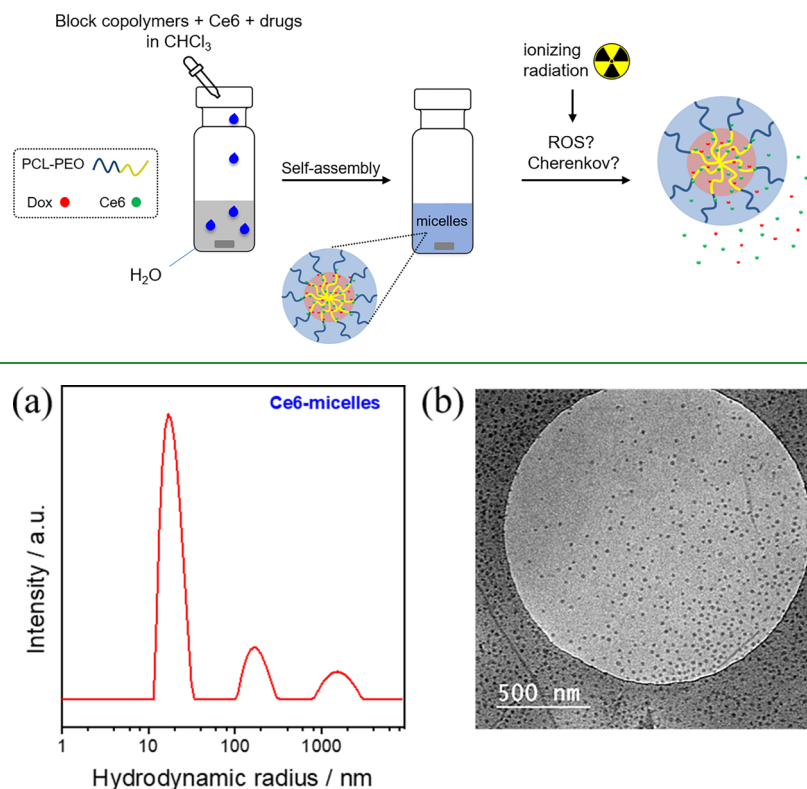 Block copolymers + Ce6 + drugs
in CHCl₃
ionizing
radiation
PCL-PEO
Dox
Ce6
Self-assembly
ROS?
Cherenkov?
micelles
H₂O
(a)
Ce6-micelles
Intensity / a.u.
1
10
100
1000
Hydrodynamic radius / nm
(b)
500 nm